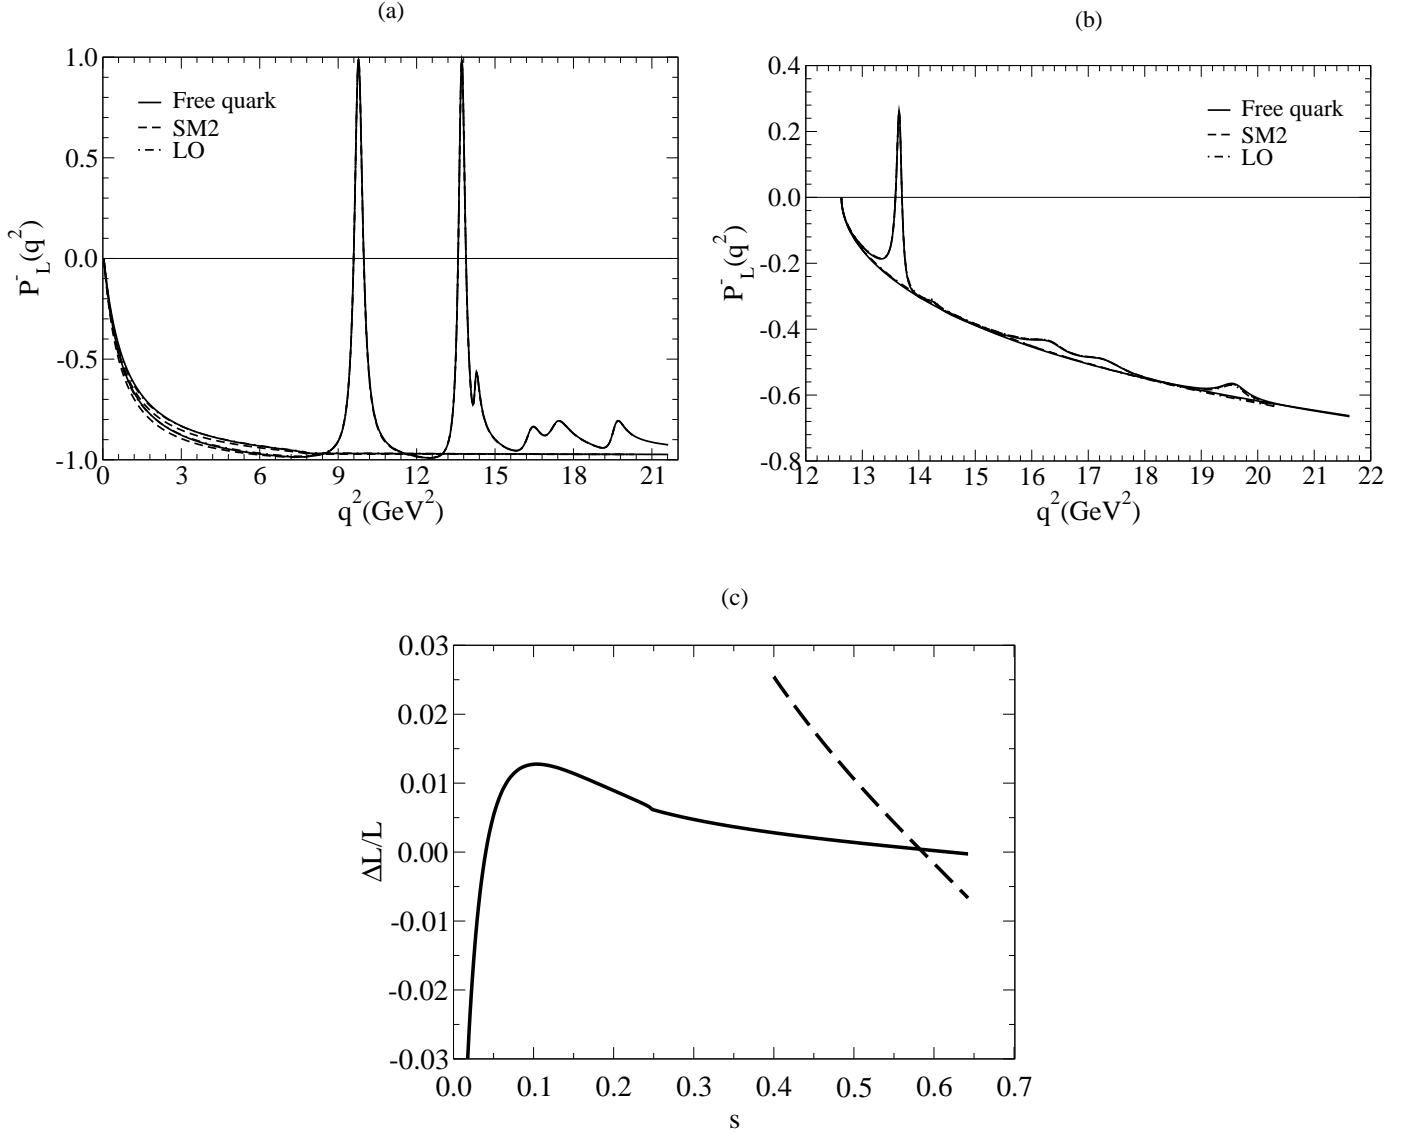 (a)
1.0
0.5
0.0
-0.5
-1.0
P⁻L(q²)
Free quark
SM2
LO
0 3 6 9 12 15 18 21
q²(GeV²)
(b)
0.4
0.2
0.0
-0.2
-0.4
-0.6
-0.8
P⁻L(q²)
Free quark
SM2
LO
12 13 14 15 16 17 18 19 20 21 22
q²(GeV²)
(c)
0.03
0.02
0.01
0.00
-0.01
-0.02
-0.03
ΔL/L
0.0 0.1 0.2 0.3 0.4 0.5 0.6 0.7
s